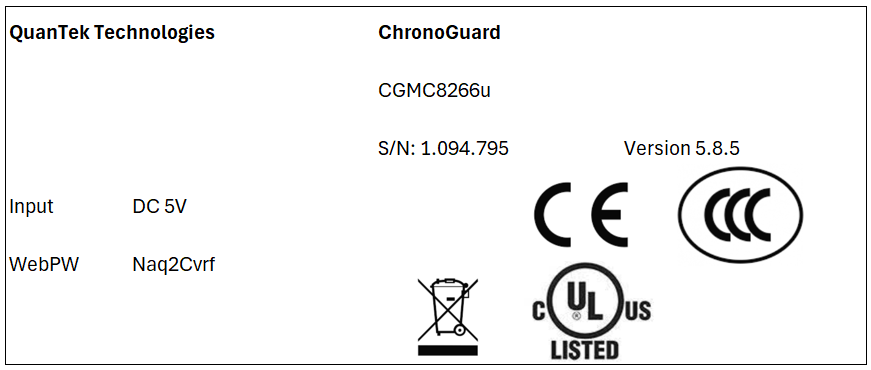 QuanTek Technologies ChronoGuard
CGMC8266u
S/N: 1.094.795 Version 5.8.5
Input DC 5V
CE CCC
WebPW Naq2Cvrf
C UL US
®
LISTED